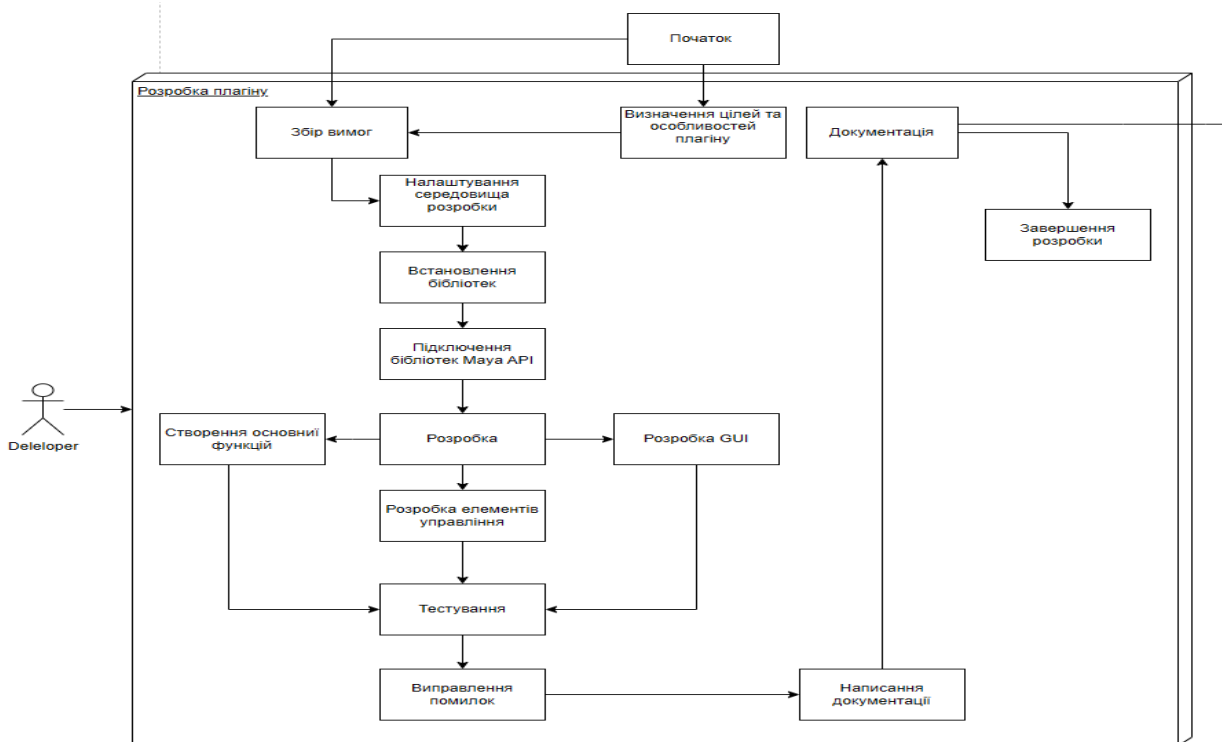 Початок
Розробка плагіну
Збір вимог
Визначення цілей та
особливостей
плагіну
Документація
Налаштування
середовища
розробки
Завершення
розробки
Встановлення
бібліотек
Підключення
бібліотек Maya API
Deleloper
Створення основниї
функцій
Розробка
Розробка GUI
Розробка елементів
управління
Тестування
Виправлення
помилок
Написання
документації